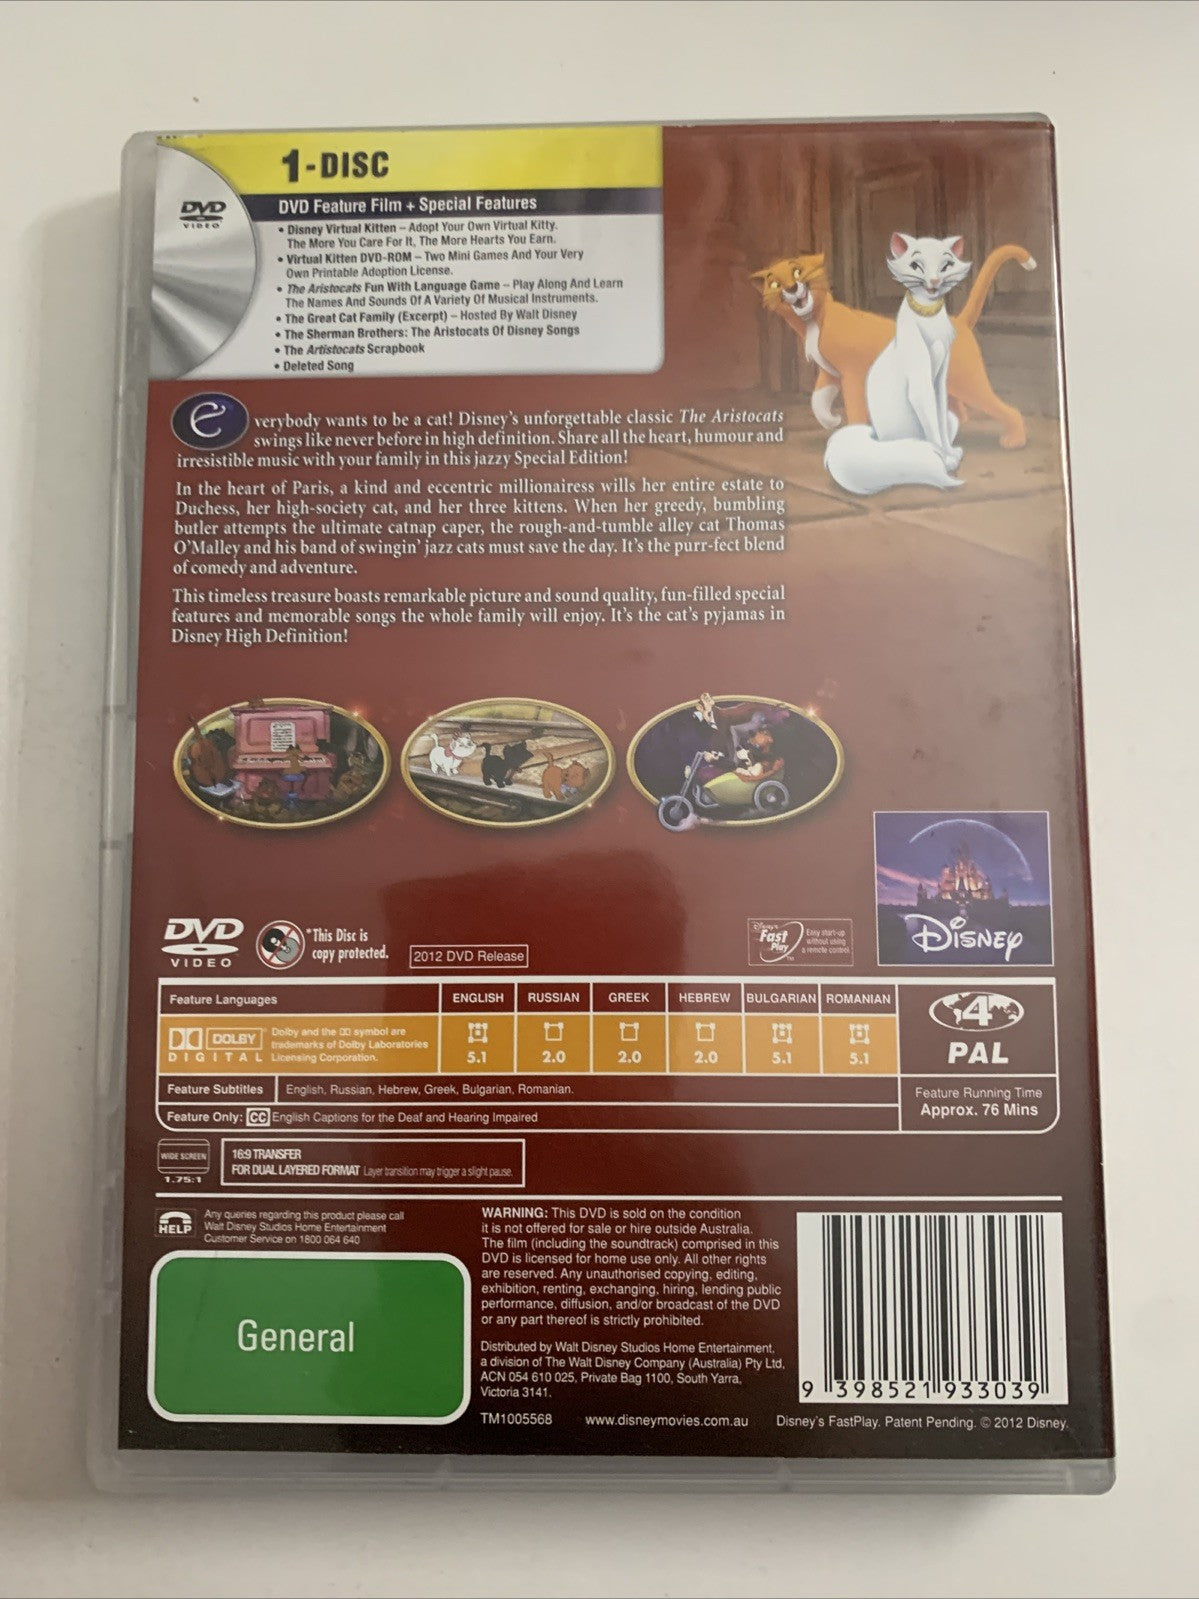 1-DISC
DVD
VIDEO
DVD Feature Film + Special Features
• Disney Virtual Kitten – Adopt Your Own Virtual Kitty.
The More You Care For It, The More Hearts You Earn.
• Virtual Kitten DVD-ROM – Two Mini Games And Your Very
Own Printable Adoption License.
• The Aristocats Fun With Language Game – Play Along And Learn
The Names And Sounds Of A Variety Of Musical Instruments.
• The Great Cat Family (Excerpt) – Hosted By Walt Disney
• The Sherman Brothers: The Aristocats Of Disney Songs
• The Artistocats Scrapbook
• Deleted Song
everybody wants to be a cat! Disney's unforgettable classic The Aristocats
swings like never before in high definition. Share all the heart, humour and
irresistible music with your family in this jazzy Special Edition!
In the heart of Paris, a kind and eccentric millionairess wills her entire estate to
Duchess, her high-society cat, and her three kittens. When her greedy, bumbling
butler attempts the ultimate catnap caper, the rough-and-tumble alley cat Thomas
O'Malley and his band of swingin' jazz cats must save the day. It's the purr-fect blend
of comedy and adventure.
This timeless treasure boasts remarkable picture and sound quality, fun-filled special
features and memorable songs the whole family will enjoy. It's the cat's pyjamas in
Disney High Definition!
DVD
VIDEO
*This Disc is
copy protected.
2012 DVD Release
Disney's
Fast
Play
TM
Easy start-up
without using
a remote control
Disney
Feature Languages
ENGLISH RUSSIAN GREEK HEBREW BULGARIAN ROMANIAN
DOLBY
DIGITAL
Dolby and the DD symbol are
trademarks of Dolby Laboratories
Licensing Corporation.
5.1 2.0 2.0 2.0 5.1 5.1
4
PAL
Feature Subtitles English, Russian, Hebrew, Greek, Bulgarian, Romanian.
Feature Only: CC English Captions for the Deaf and Hearing Impaired
Feature Running Time
Approx. 76 Mins
WIDE SCREEN
1.75:1
16:9 TRANSFER
FOR DUAL LAYERED FORMAT Layer transition may trigger a slight pause.
HELP
Any queries regarding this product please call
Walt Disney Studios Home Entertainment
Customer Service on 1800 064 640
General
WARNING: This DVD is sold on the condition
it is not offered for sale or hire outside Australia.
The film (including the soundtrack) comprised in this
DVD is licensed for home use only. All other rights
are reserved. Any unauthorised copying, editing,
exhibition, renting, exchanging, hiring, lending public
performance, diffusion, and/or broadcast of the DVD
or any part thereof is strictly prohibited.
Distributed by Walt Disney Studios Home Entertainment,
a division of The Walt Disney Company (Australia) Pty Ltd,
ACN 054 610 025, Private Bag 1100, South Yarra,
Victoria 3141.
9 398521 933039
TM1005568 www.disneymovies.com.au Disney's FastPlay. Patent Pending. © 2012 Disney.